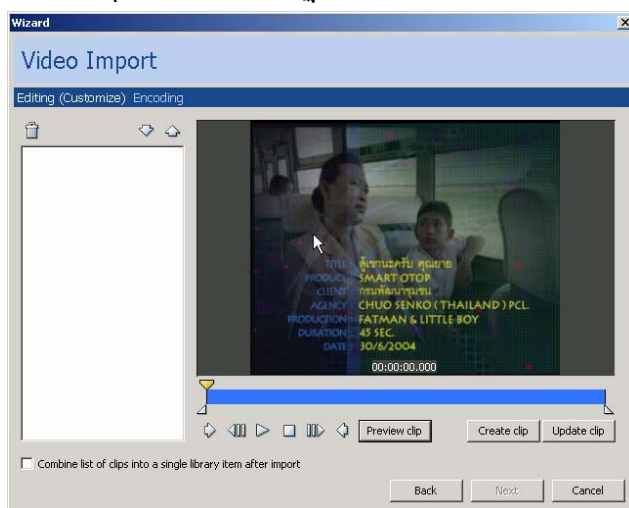 Wizard
Video Import
Editing (Customize) Encoding
TITLE สู้เขานะครับ คุณยาย
PRODUCT SMART OTOP
CLIENT กรมพัฒนาชุมชน
AGENCY CHUO SENKO ( THAILAND ) PCL.
PRODUCTION FATMAN & LITTLE BOY
DURATION 45 SEC.
DATE 30/6/2004
00:00:00.000
Preview clip Create clip Update clip
Combine list of clips into a single library item after import
Back Next Cancel